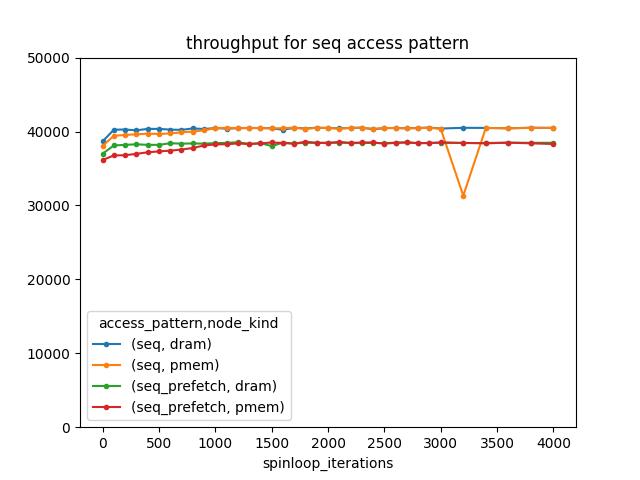 throughput for seq access pattern
50000
40000
30000
20000
10000
0
access_pattern,node_kind
(seq, dram)
(seq, pmem)
(seq_prefetch, dram)
(seq_prefetch, pmem)
0 500 1000 1500 2000 2500 3000 3500 4000
spinloop_iterations